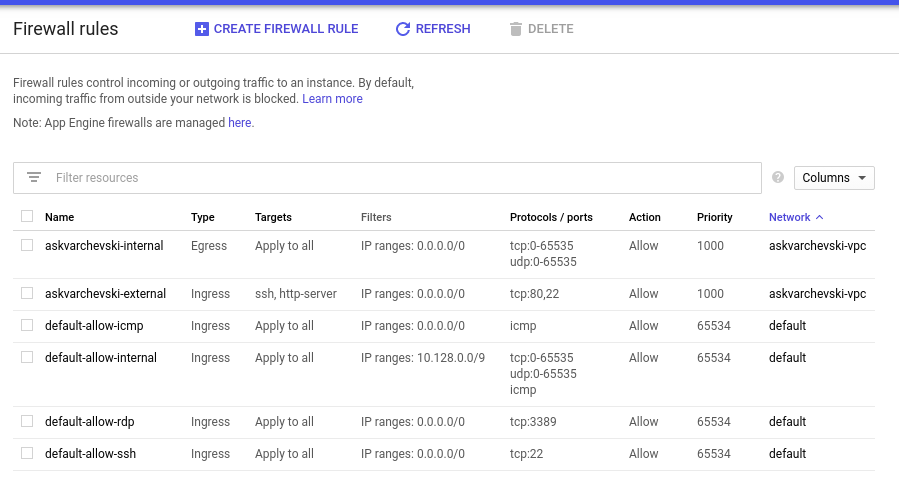 Firewall rules CREATE FIREWALL RULE REFRESH DELETE
Firewall rules control incoming or outgoing traffic to an instance. By default,
incoming traffic from outside your network is blocked. Learn more
Note: App Engine firewalls are managed here.
Filter resources ? Columns
Name Type Targets Filters Protocols / ports Action Priority Network
askvarchevski-internal Egress Apply to all IP ranges: 0.0.0.0/0 tcp:0-65535 Allow 1000 askvarchevski-vpc
udp:0-65535
askvarchevski-external Ingress ssh, http-server IP ranges: 0.0.0.0/0 tcp:80,22 Allow 1000 askvarchevski-vpc
default-allow-icmp Ingress Apply to all IP ranges: 0.0.0.0/0 icmp Allow 65534 default
default-allow-internal Ingress Apply to all IP ranges: 10.128.0.0/9 tcp:0-65535 Allow 65534 default
udp:0-65535
icmp
default-allow-rdp Ingress Apply to all IP ranges: 0.0.0.0/0 tcp:3389 Allow 65534 default
default-allow-ssh Ingress Apply to all IP ranges: 0.0.0.0/0 tcp:22 Allow 65534 default